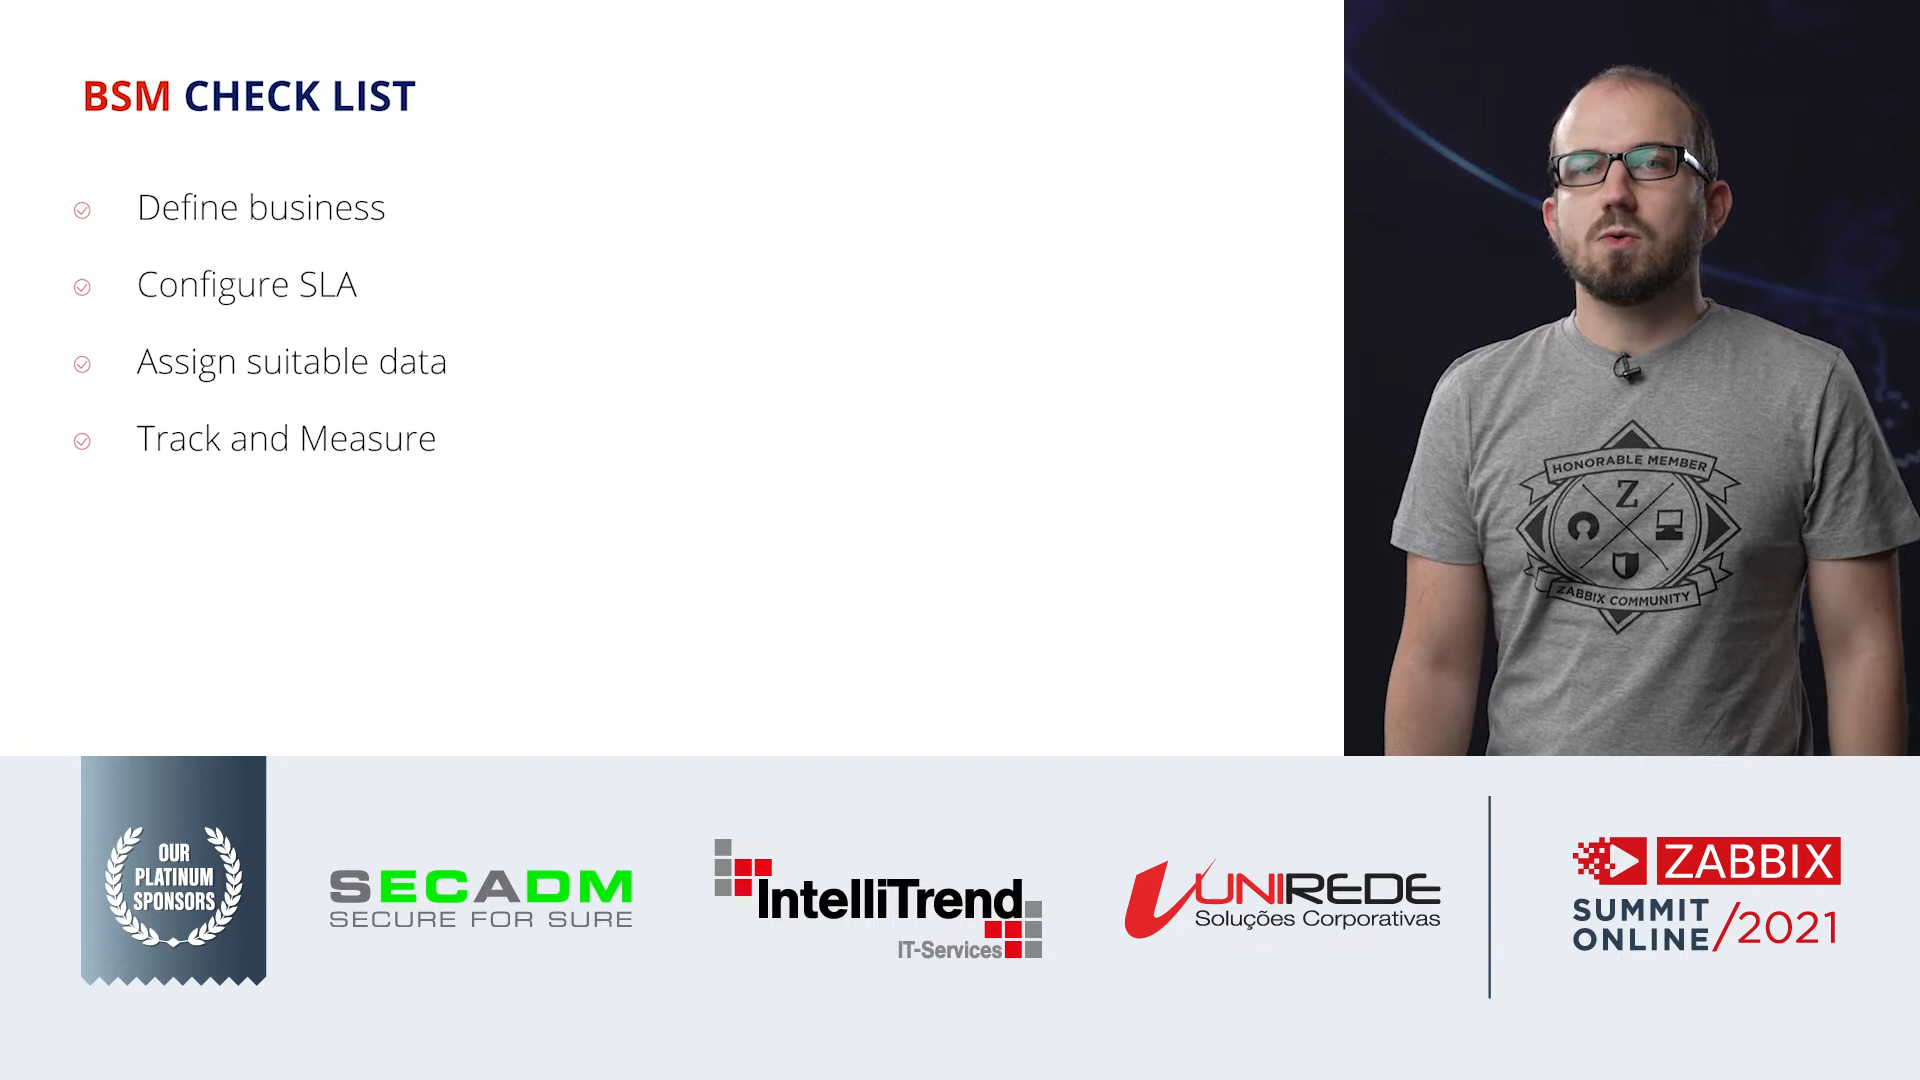 BSM CHECK LIST
Define business
Configure SLA
Assign suitable data
Track and Measure
HONORABLE MEMBER
Z
ZABBIX COMMUNITY
OUR
PLATINUM
SPONSORS
SECADM
SECURE FOR SURE
IntelliTrend
IT-Services
UNIREDE
Soluções Corporativas
ZABBIX
SUMMIT
ONLINE/2021